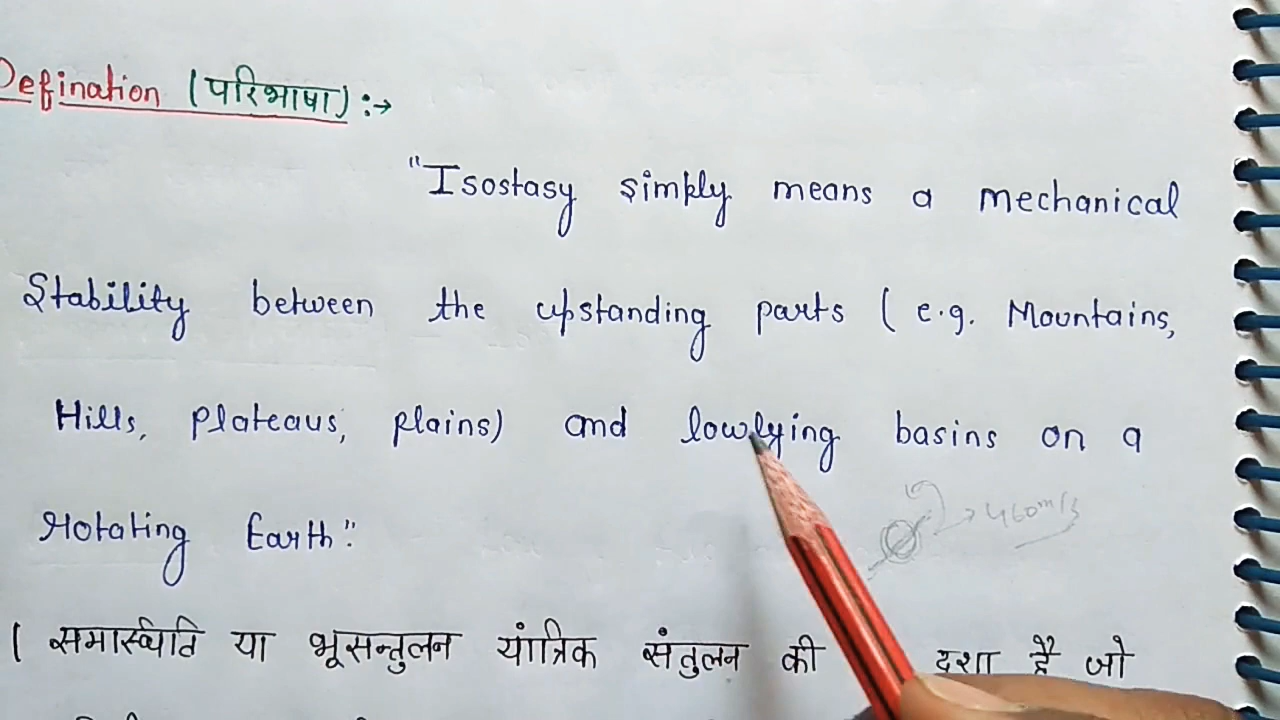 Defination (परिभाषा) :→
"Isostasy simply means a mechanical
Stability between the upstanding parts ( e.g. Mountains,
Hills, Plateaus, plains) and lowlying basins on a
Rotating Earth".
→ 460m/s
( समास्थिति या भूसन्तुलन यांत्रिक संतुलन की दशा है जो